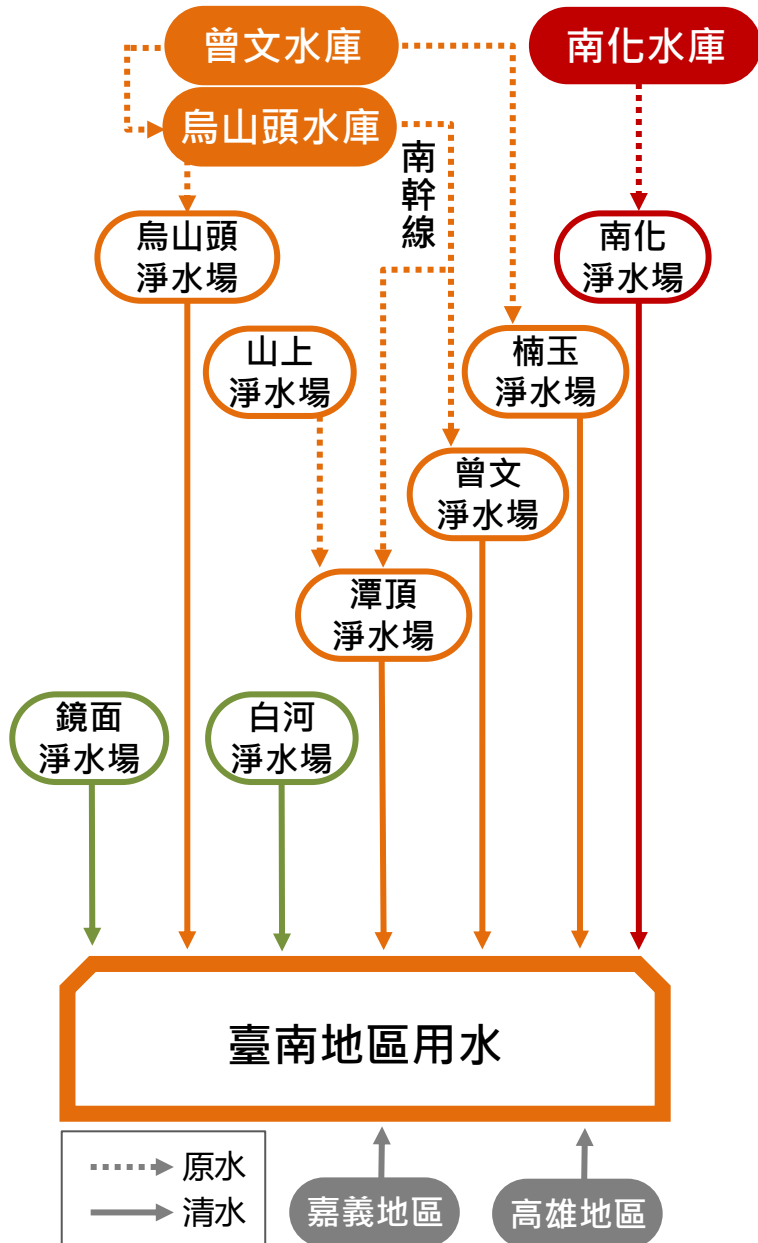 曾文水庫
南化水庫
烏山頭水庫
南幹線
烏山頭
淨水場
南化
淨水場
山上
淨水場
楠玉
淨水場
曾文
淨水場
潭頂
淨水場
鏡面
淨水場
白河
淨水場
臺南地區用水
原水
清水
嘉義地區
高雄地區